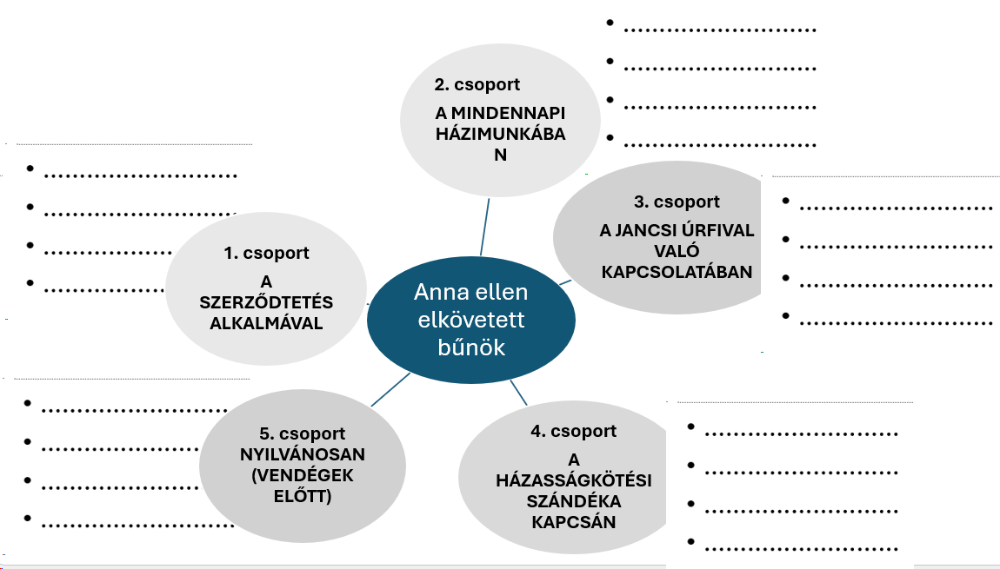 2. csoport
A MINDENNAPI
HÁZIMUNKÁBA
N
• ...........................
• ...........................
• ...........................
• ...........................
3. csoport
A JANCSI ÚRFIVAL
VALÓ
KAPCSOLATÁBAN
• ...........................
• ...........................
• ...........................
• ...........................
1. csoport
A
SZERZŐDTETÉS
ALKALMÁVAL
• ...........................
• ...........................
• ...........................
• ...........................
Anna ellen
elkövetett
bűnök
5. csoport
NYILVÁNOSAN
(VENDÉGEK
ELŐTT)
• ...........................
• ...........................
• ...........................
• ...........................
4. csoport
A
HÁZASSÁGKÖTÉSI
SZÁNDÉKA
KAPCSÁN
• ...........................
• ...........................
• ...........................
• ...........................